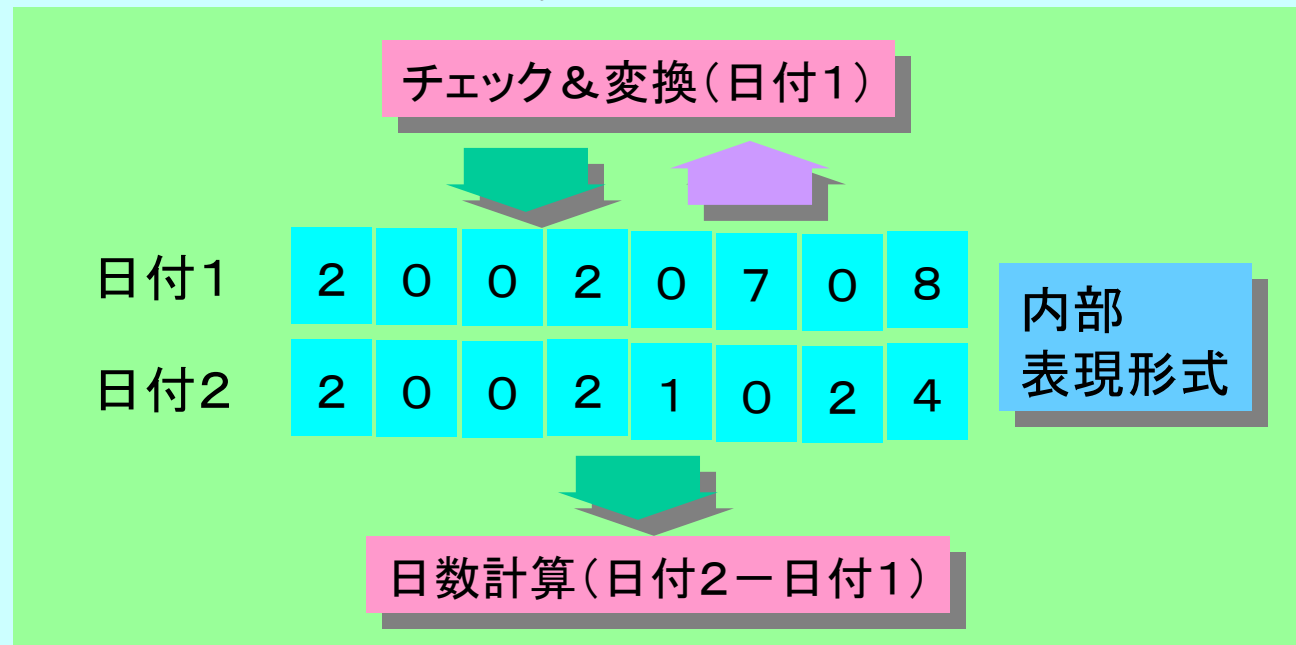 チェック＆変換（日付１）
日付１ ２ ０ ０ ２ ０ ７ ０ ８
日付２ ２ ０ ０ ２ １ ０ ２ ４
内部
表現形式
日数計算（日付２－日付１）